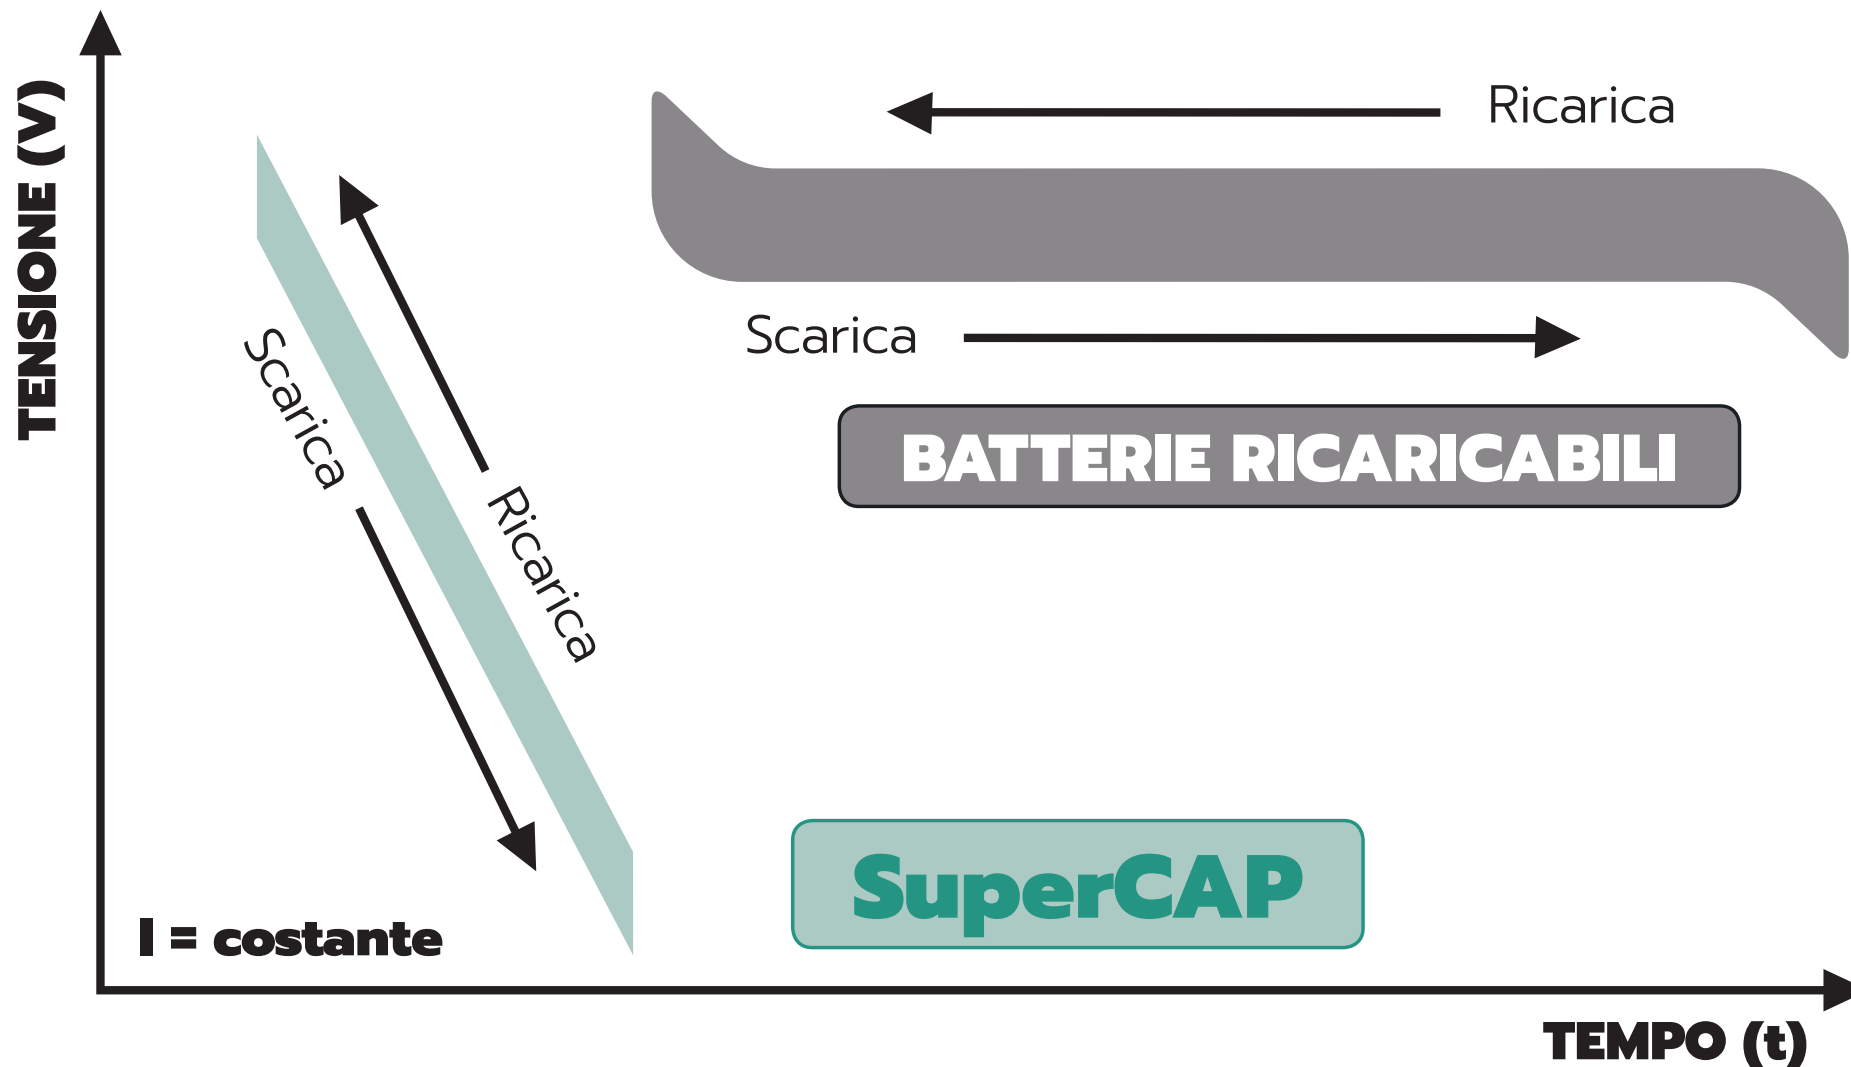 TENSIONE (V)
Ricarica
Scarica
BATTERIE RICARICABILI
Scarica
Ricarica
SuperCAP
I = costante
TEMPO (t)